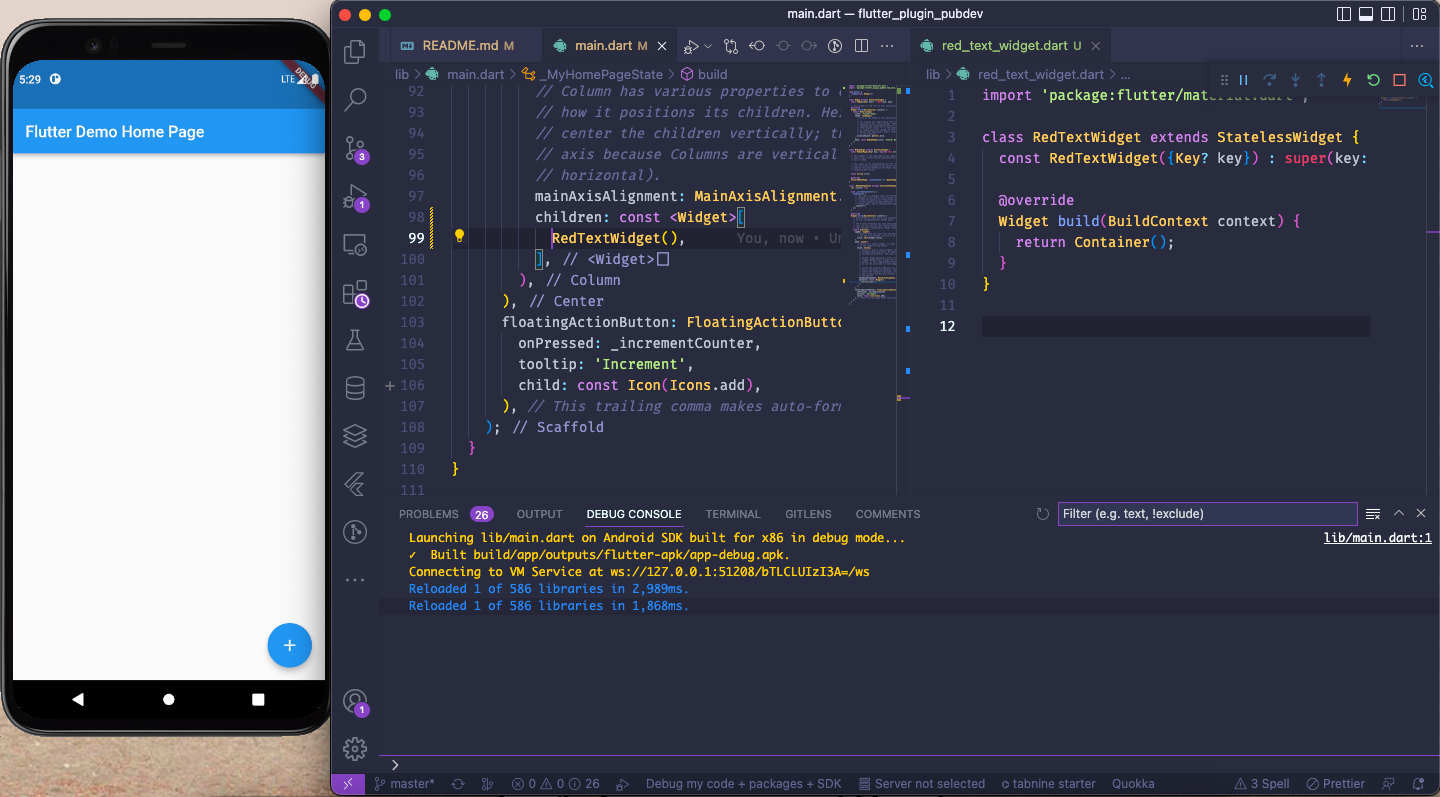 5:29
LTE
DEBUG
Flutter Demo Home Page
+
main.dart — flutter_plugin_pubdev
README.md M
main.dart M
red_text_widget.dart U
lib > main.dart > _MyHomePageState > build
lib > red_text_widget.dart > ...
92 // Column has various properties to
93 // how it positions its children. He
94 // center the children vertically; t
95 // axis because Columns are vertical
96 // horizontal).
97 mainAxisAlignment: MainAxisAlignment.
98 children: const <Widget>[
99 RedTextWidget(), You, now • Un
100 ], // <Widget>[]
101 ), // Column
102 ), // Center
103 floatingActionButton: FloatingActionButto
104 onPressed: _incrementCounter,
105 tooltip: 'Increment',
106 child: const Icon(Icons.add),
107 ), // This trailing comma makes auto-for
108 ); // Scaffold
109 }
110 }
111
1 import 'package:flutter/material.dart';
2
3 class RedTextWidget extends StatelessWidget {
4 const RedTextWidget({Key? key}) : super(key:
5
6 @override
7 Widget build(BuildContext context) {
8 return Container();
9 }
10 }
11
12
3
1
1
PROBLEMS 26 OUTPUT DEBUG CONSOLE TERMINAL GITLENS COMMENTS
Filter (e.g. text, !exclude)
Launching lib/main.dart on Android SDK built for x86 in debug mode...
lib/main.dart:1
✓ Built build/app/outputs/flutter-apk/app-debug.apk.
Connecting to VM Service at ws://127.0.0.1:51208/bTLCLUIzI3A=/ws
Reloaded 1 of 586 libraries in 2,989ms.
Reloaded 1 of 586 libraries in 1,868ms.
master* 0 0 26 Debug my code + packages + SDK Server not selected tabnine starter Quokka 3 Spell Prettier